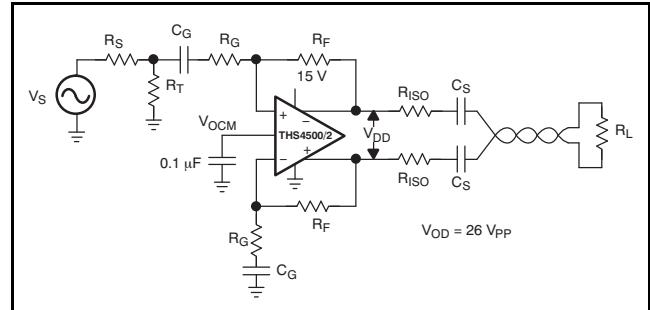 R_S
C_G
R_G
R_F
V_S
R_T
15 V
V_OCM
+
−
THS4500/2
−
+
0.1 μF
V_DD
R_ISO
C_S
R_ISO
C_S
R_L
R_F
R_G
C_G
V_OD = 26 V_PP